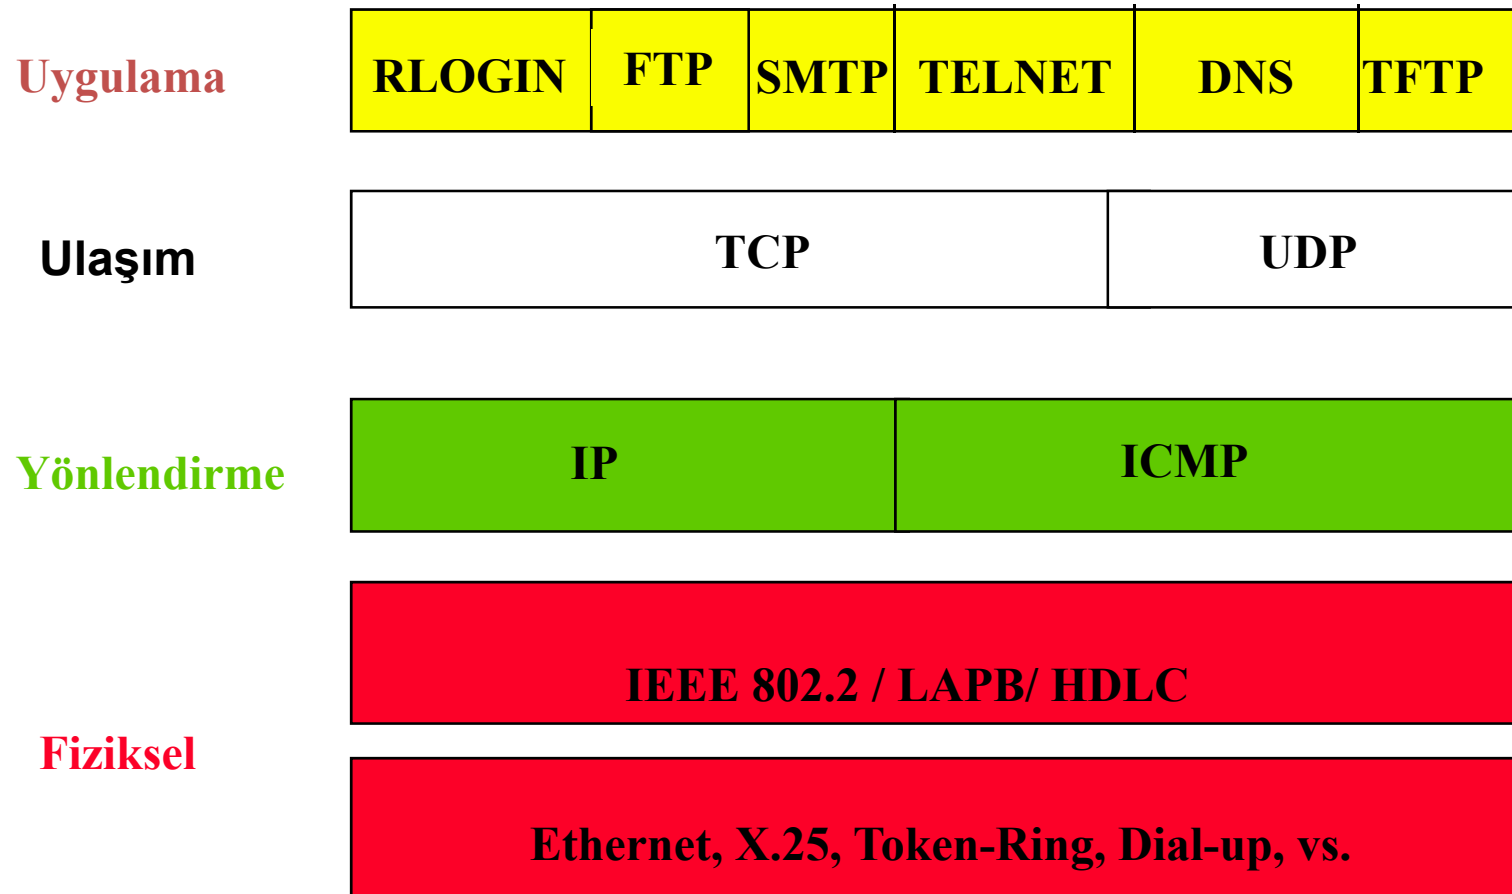 Uygulama RLOGIN FTP SMTP TELNET DNS TFTP
Ulaşım TCP UDP
Yönlendirme IP ICMP
IEEE 802.2 / LAPB/ HDLC
Fiziksel
Ethernet, X.25, Token-Ring, Dial-up, vs.